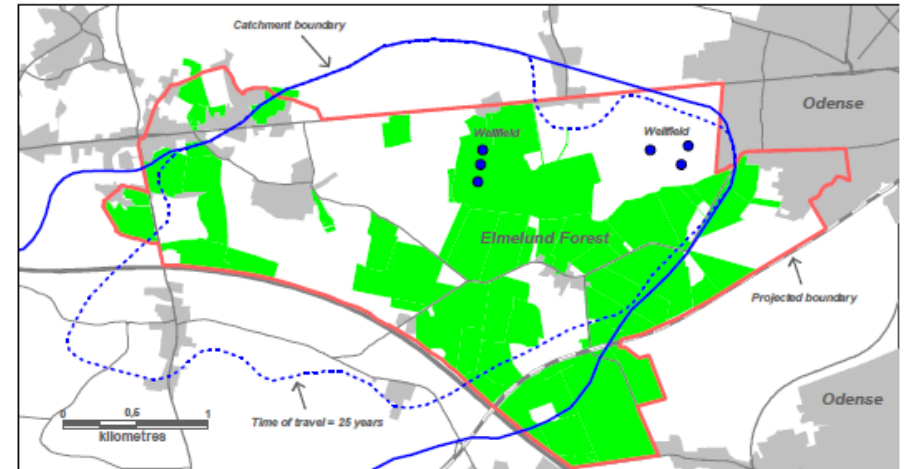 Catchment boundary
Odense
Wellfield
Wellfield
Elmelund Forest
Projected boundary
Odense
0 0,5 1
kilometres
Time of travel = 25 years